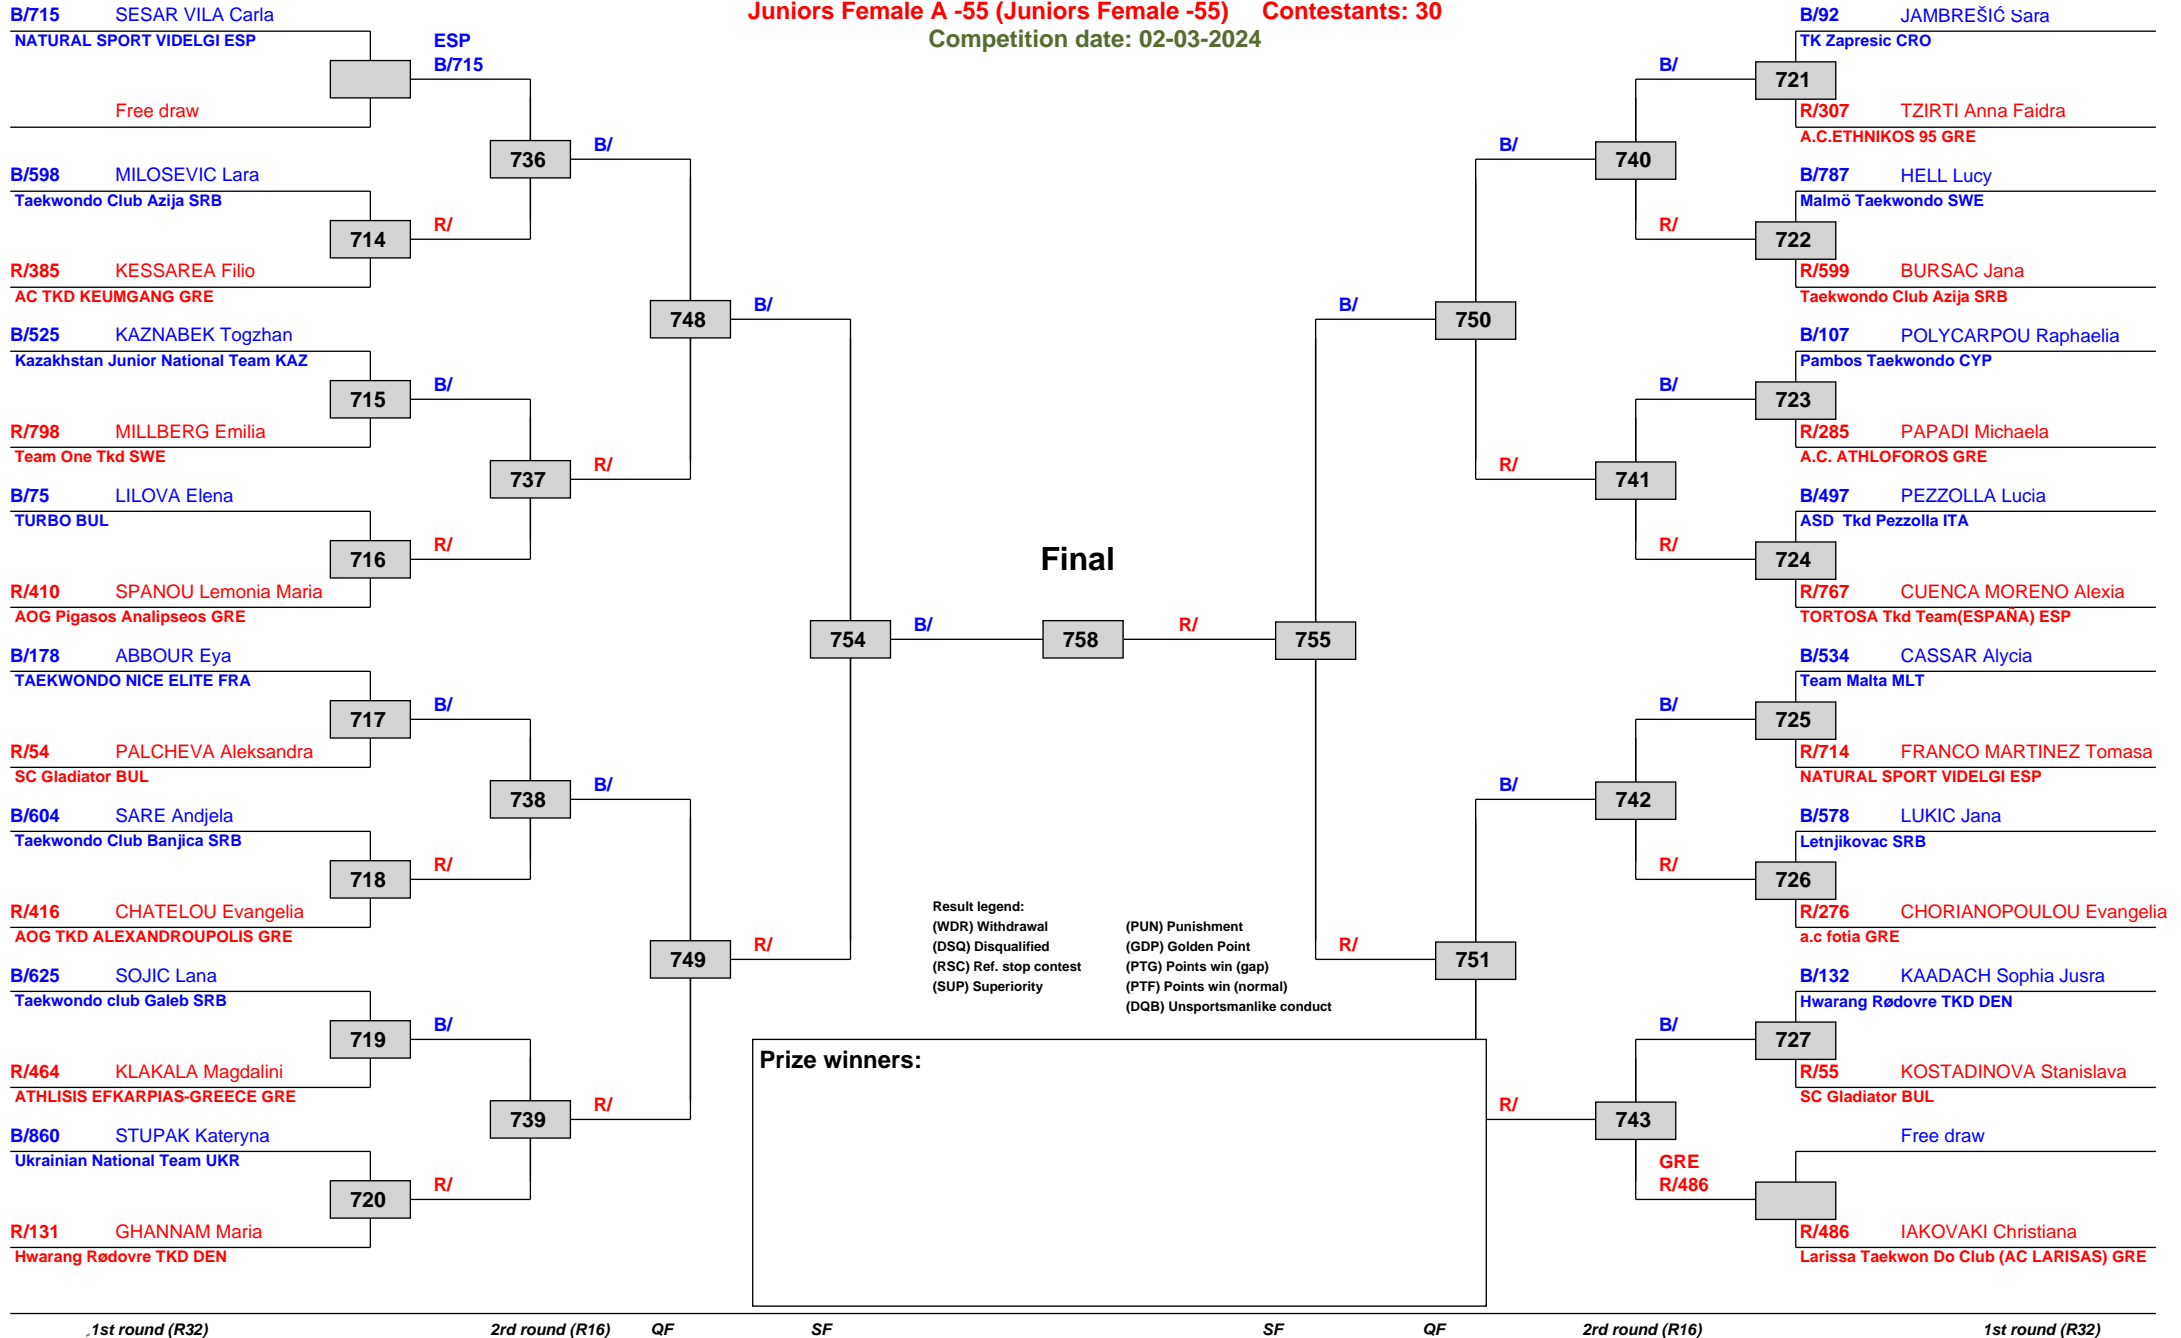 Juniors Female A -55 (Juniors Female -55) Contestants: 30
Competition date: 02-03-2024
B/715 SESAR VILA Carla
NATURAL SPORT VIDELGI ESP
Free draw
ESP
B/715
B/598 MILOSEVIC Lara
Taekwondo Club Azija SRB
714
R/385 KESSAREA Filio
AC TKD KEUMGANG GRE
R/
736
B/
B/525 KAZNABEK Togzhan
Kazakhstan Junior National Team KAZ
715
R/798 MILLBERG Emilia
Team One Tkd SWE
B/
B/75 LILOVA Elena
TURBO BUL
716
R/410 SPANOU Lemonia Maria
AOG Pigasos Analipseos GRE
R/
737
R/
748
B/
B/178 ABBOUR Eya
TAEKWONDO NICE ELITE FRA
717
R/54 PALCHEVA Aleksandra
SC Gladiator BUL
B/
B/604 SARE Andjela
Taekwondo Club Banjica SRB
718
R/416 CHATELOU Evangelia
AOG TKD ALEXANDROUPOLIS GRE
R/
738
B/
B/625 SOJIC Lana
Taekwondo club Galeb SRB
719
R/464 KLAKALA Magdalini
ATHLISIS EFKARPIAS-GREECE GRE
B/
B/860 STUPAK Kateryna
Ukrainian National Team UKR
720
R/131 GHANNAM Maria
Hwarang Rødovre TKD DEN
R/
739
R/
749
R/
754
B/
Final
758
R/
755
B/
750
B/
740
B/
B/92 JAMBREŠIĆ Sara
TK Zapresic CRO
721
R/307 TZIRTI Anna Faidra
A.C.ETHNIKOS 95 GRE
R/
B/787 HELL Lucy
Malmö Taekwondo SWE
722
R/599 BURSAC Jana
Taekwondo Club Azija SRB
R/
741
B/
B/107 POLYCARPOU Raphaelia
Pambos Taekwondo CYP
723
R/285 PAPADI Michaela
A.C. ATHLOFOROS GRE
R/
B/497 PEZZOLLA Lucia
ASD Tkd Pezzolla ITA
724
R/767 CUENCA MORENO Alexia
TORTOSA Tkd Team(ESPAÑA) ESP
R/
751
B/
742
B/
B/534 CASSAR Alycia
Team Malta MLT
725
R/714 FRANCO MARTINEZ Tomasa
NATURAL SPORT VIDELGI ESP
R/
B/578 LUKIC Jana
Letnjikovac SRB
726
R/276 CHORIANOPOULOU Evangelia
a.c fotia GRE
R/
743
B/
B/132 KAADACH Sophia Jusra
Hwarang Rødovre TKD DEN
727
R/55 KOSTADINOVA Stanislava
SC Gladiator BUL
GRE
R/486
Free draw
R/486 IAKOVAKI Christiana
Larissa Taekwon Do Club (AC LARISAS) GRE
Result legend:
(WDR) Withdrawal (PUN) Punishment
(DSQ) Disqualified (GDP) Golden Point
(RSC) Ref. stop contest (PTG) Points win (gap)
(SUP) Superiority (PTF) Points win (normal)
(DQB) Unsportsmanlike conduct
Prize winners:
1st round (R32) 2rd round (R16) QF SF SF QF 2rd round (R16) 1st round (R32)